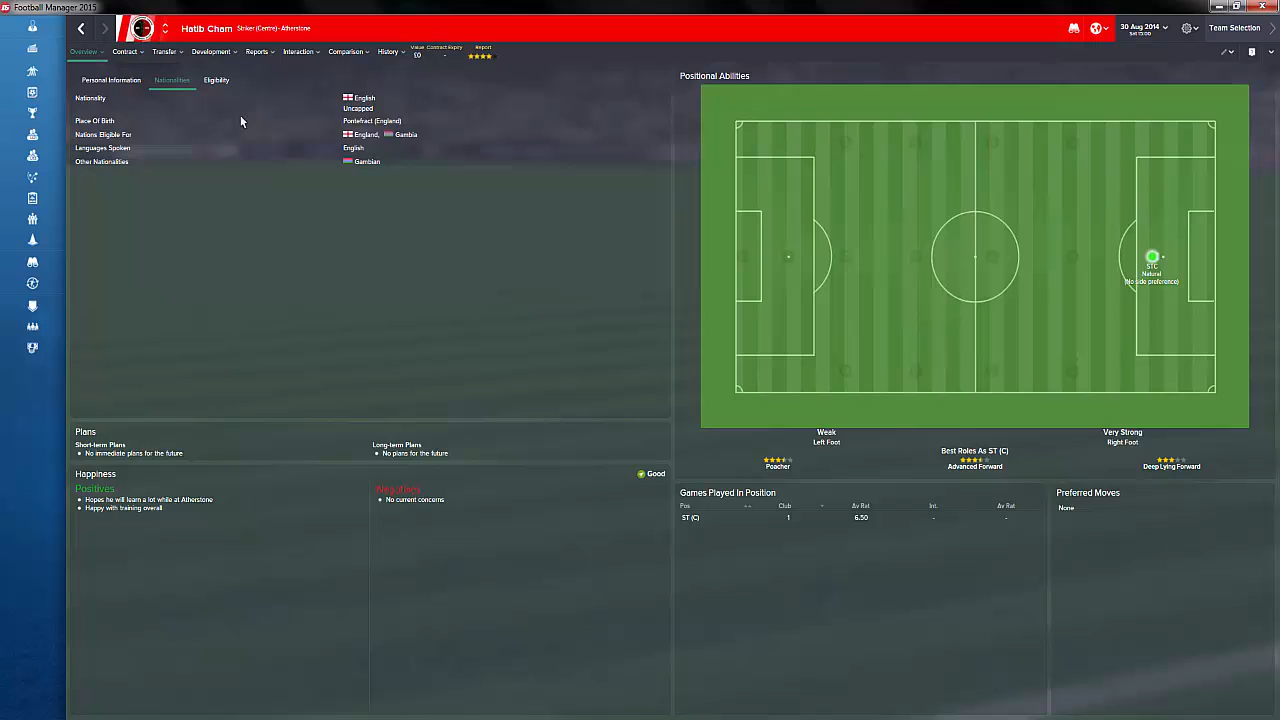 Football Manager 2015
Hatib Cham Striker (Centre) - Atherstone
30 Aug 2014
Sat 15:00
Team Selection
Overview Contract Transfer Development Reports Interaction Comparison History
Value Contract Expiry Report
£0 -
Personal Information Nationalities Eligibility
Nationality English
Uncapped
Place Of Birth Pontefract (England)
Nations Eligible For England, Gambia
Languages Spoken English
Other Nationalities Gambian
Plans
Short-term Plans
No immediate plans for the future
Long-term Plans
No plans for the future
Happiness Good
Positives
Hopes he will learn a lot while at Atherstone
Happy with training overall
Negatives
No current concerns
Positional Abilities
STC
Natural
(No side preference)
Weak
Left Foot
Very Strong
Right Foot
Best Roles As ST (C)
Poacher Advanced Forward Deep Lying Forward
Games Played In Position
Pos Club Av Rat Int. Av Rat
ST (C) 1 6.50 - -
Preferred Moves
None